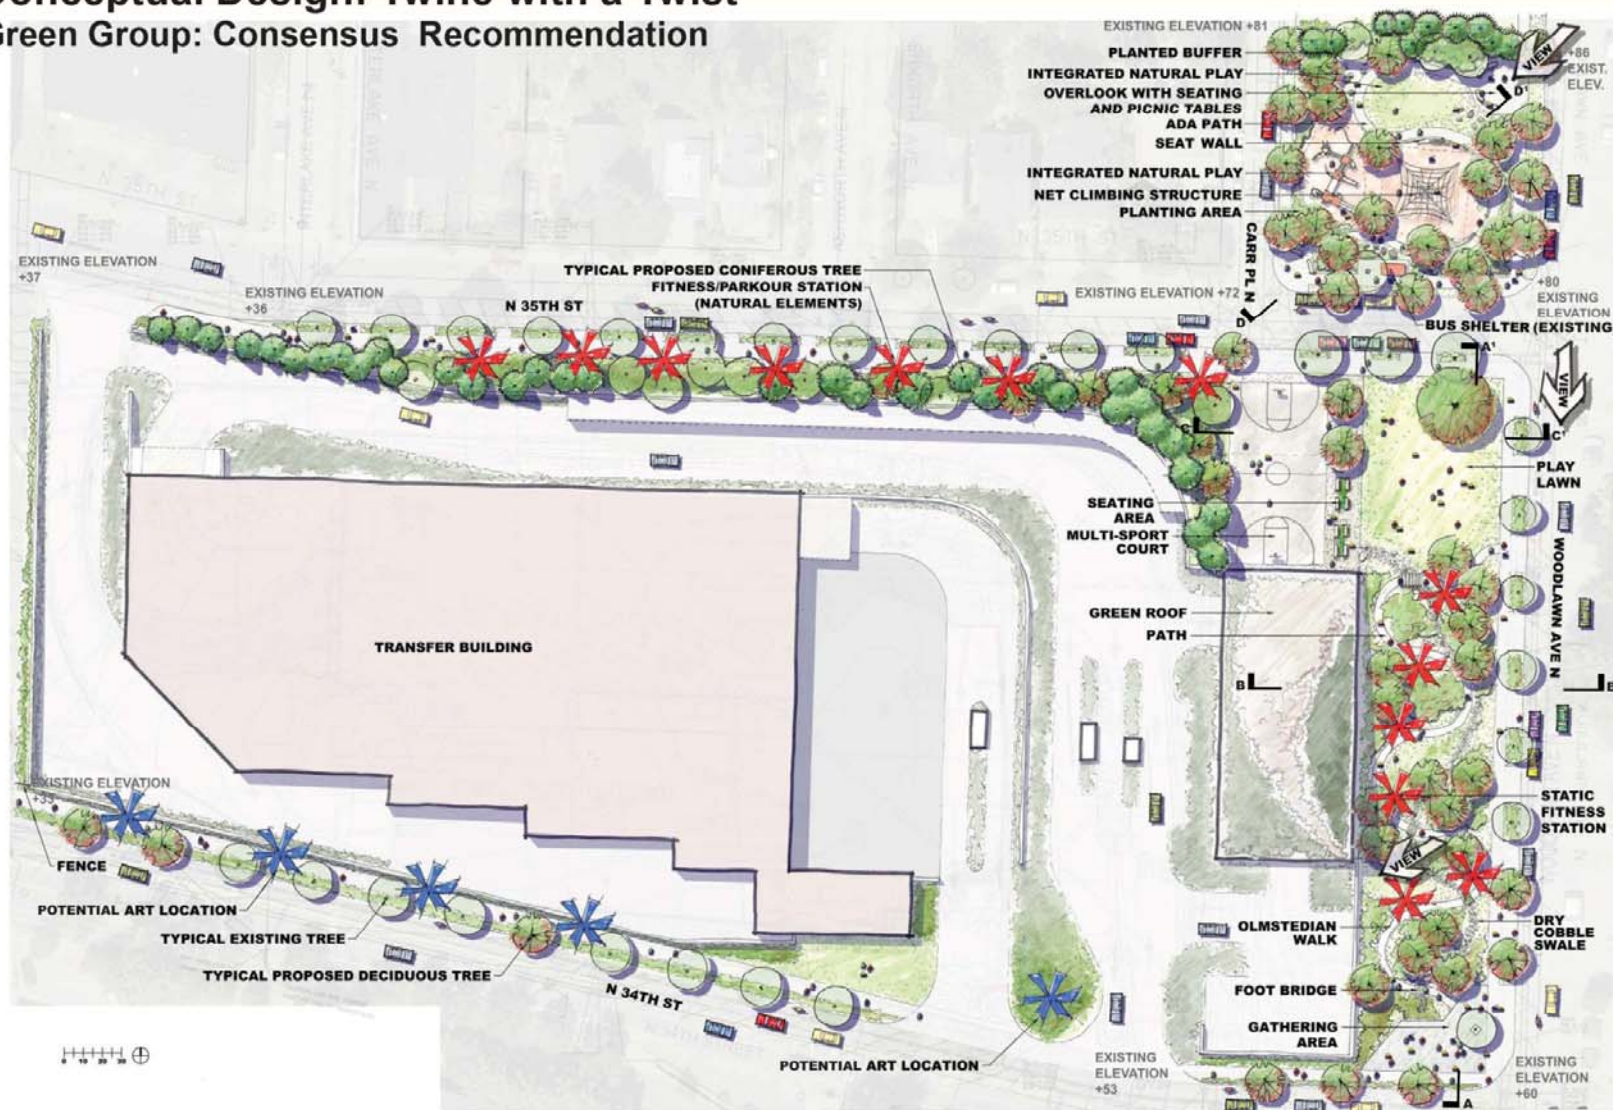 Conceptual Design: Twine with a Twist
Green Group: Consensus Recommendation
EXISTING ELEVATION +81
PLANTED BUFFER
INTEGRATED NATURAL PLAY
OVERLOOK WITH SEATING
AND PICNIC TABLES
ADA PATH
SEAT WALL
INTEGRATED NATURAL PLAY
NET CLIMBING STRUCTURE
PLANTING AREA
VIEW
+86
EXIST.
ELEV.
D'
CARR PL N
D
+80
EXISTING
ELEVATION
BUS SHELTER (EXISTING
EXISTING ELEVATION
+37
EXISTING ELEVATION
+36
N 35TH ST
TYPICAL PROPOSED CONIFEROUS TREE
FITNESS/PARKOUR STATION
(NATURAL ELEMENTS)
EXISTING ELEVATION +72
N 35TH ST
N 35TH ST
A'
VIEW
C
C'
PLAY
LAWN
SEATING
AREA
MULTI-SPORT
COURT
WOODLAWN AVE N
GREEN ROOF
PATH
B
B
TRANSFER BUILDING
STATIC
FITNESS
STATION
VIEW
EXISTING ELEVATION
+35
FENCE
POTENTIAL ART LOCATION
TYPICAL EXISTING TREE
TYPICAL PROPOSED DECIDUOUS TREE
N 34TH ST
POTENTIAL ART LOCATION
OLMSTEDIAN
WALK
DRY
COBBLE
SWALE
FOOT BRIDGE
GATHERING
AREA
EXISTING
ELEVATION
+53
EXISTING
ELEVATION
+60
A